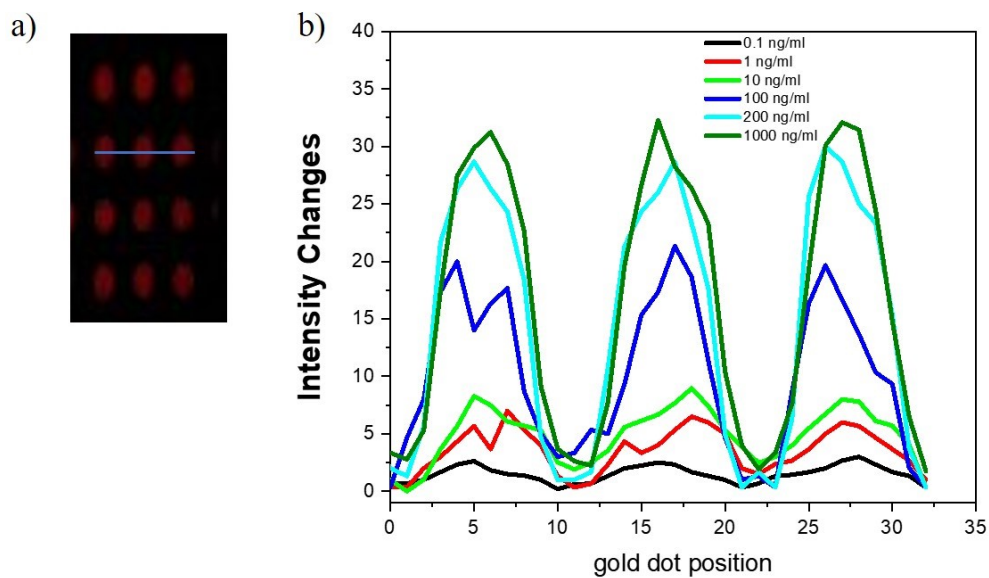 a)
b)
40
35
30
25
20
15
10
5
0
Intensity Changes
0.1 ng/ml
1 ng/ml
10 ng/ml
100 ng/ml
200 ng/ml
1000 ng/ml
0 5 10 15 20 25 30 35
gold dot position